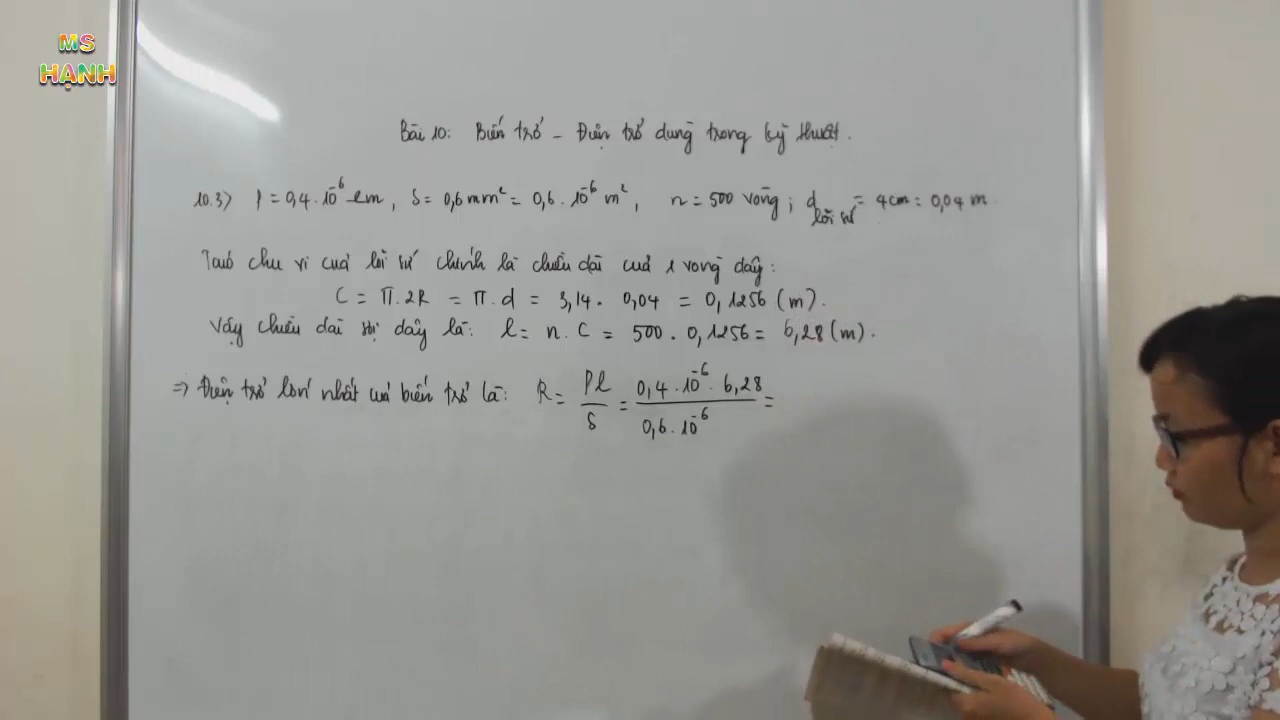 MS
HẠNH
Bài 10: Biến trở - Điện trở dùng trong kỹ thuật.
10.3> ρ = 0,4.10⁻⁶ Ωm, S = 0,6 mm² = 0,6.10⁻⁶ m², n = 500 vòng; d lõi sứ = 4cm = 0,04 m.
chu vi của lõi sứ chính là chiều dài của 1 vòng dây:
C = π.2R = π.d = 3,14. 0,04 = 0,1256 (m).
Vậy chiều dài sợi dây là: l = n.C = 500. 0,1256 = 6,28 (m).
⇒ Điện trở lớn nhất của biến trở là: R = ρl/S = 0,4.10⁻⁶. 6,28/0,6.10⁻⁶ =